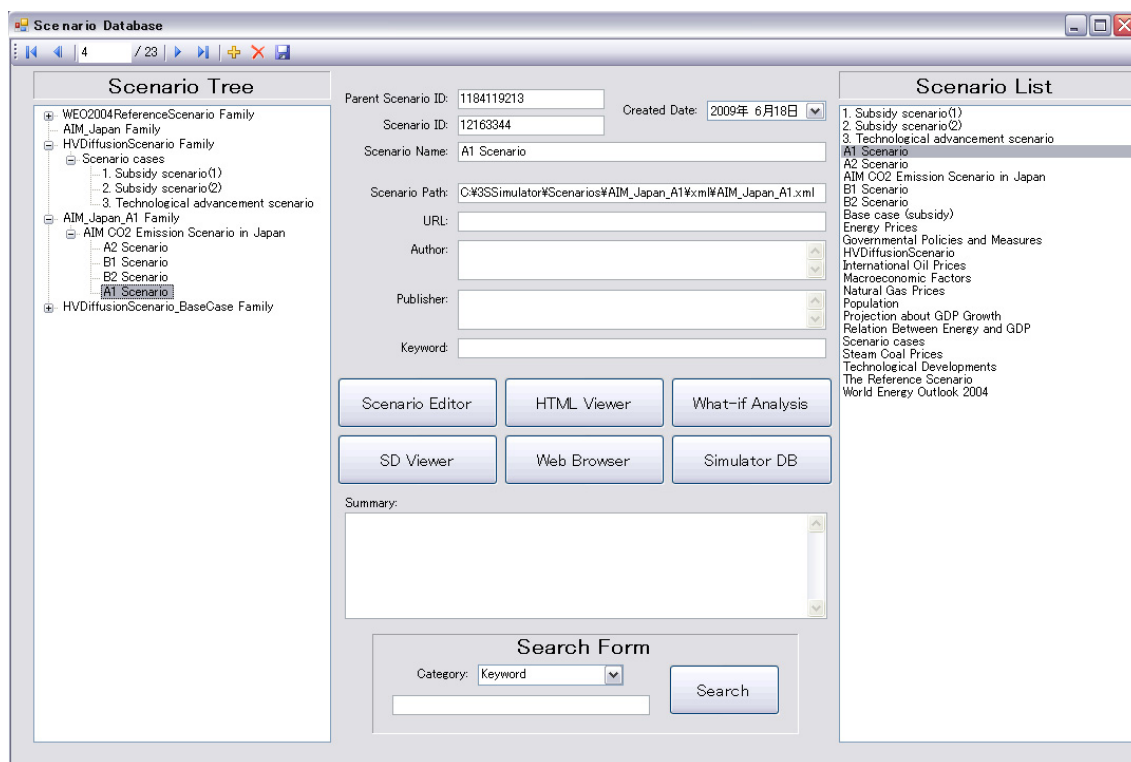 Scenario Database
4 / 23
Scenario Tree
WEO2004ReferenceScenario Family
AIM_Japan Family
HVDiffusionScenario Family
Scenario cases
1. Subsidy scenario(1)
2. Subsidy scenario(2)
3. Technological advancement scenario
AIM_Japan_A1 Family
AIM CO2 Emission Scenario in Japan
A2 Scenario
B1 Scenario
B2 Scenario
A1 Scenario
HVDiffusionScenario_BaseCase Family
Parent Scenario ID: 1184119213
Created Date: 2009年 6月18日
Scenario ID: 12163344
Scenario Name: A1 Scenario
Scenario Path: C:¥3SSimulator¥Scenarios¥AIM_Japan_A1¥xml¥AIM_Japan_A1.xml
URL:
Author:
Publisher:
Keyword:
Scenario Editor HTML Viewer What-if Analysis
SD Viewer Web Browser Simulator DB
Summary:
Search Form
Category: Keyword
Search
Scenario List
1. Subsidy scenario(1)
2. Subsidy scenario(2)
3. Technological advancement scenario
A1 Scenario
A2 Scenario
AIM CO2 Emission Scenario in Japan
B1 Scenario
B2 Scenario
Base case (subsidy)
Energy Prices
Governmental Policies and Measures
HVDiffusionScenario
International Oil Prices
Macroeconomic Factors
Natural Gas Prices
Population
Projection about GDP Growth
Relation Between Energy and GDP
Scenario cases
Steam Coal Prices
Technological Developments
The Reference Scenario
World Energy Outlook 2004